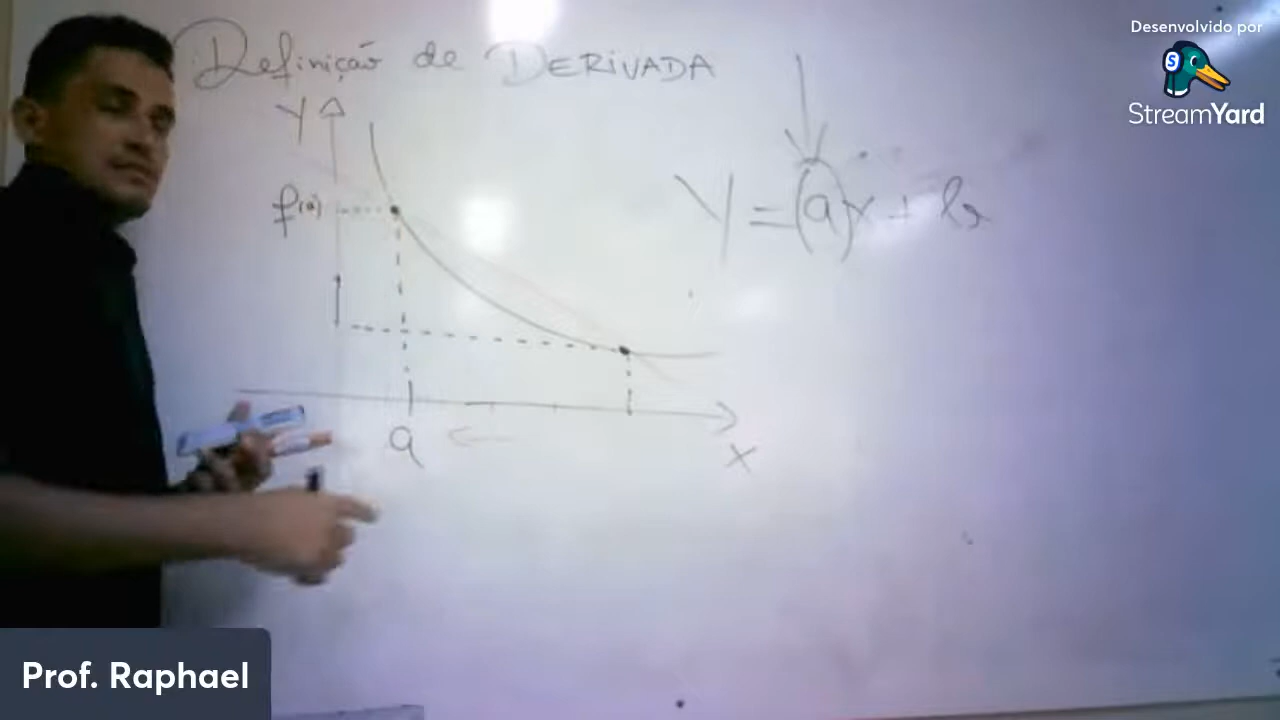 Desenvolvido por
StreamYard
Definição de DERIVADA
Y
f(a)
Y = (a)x + b
a
x
Prof. Raphael